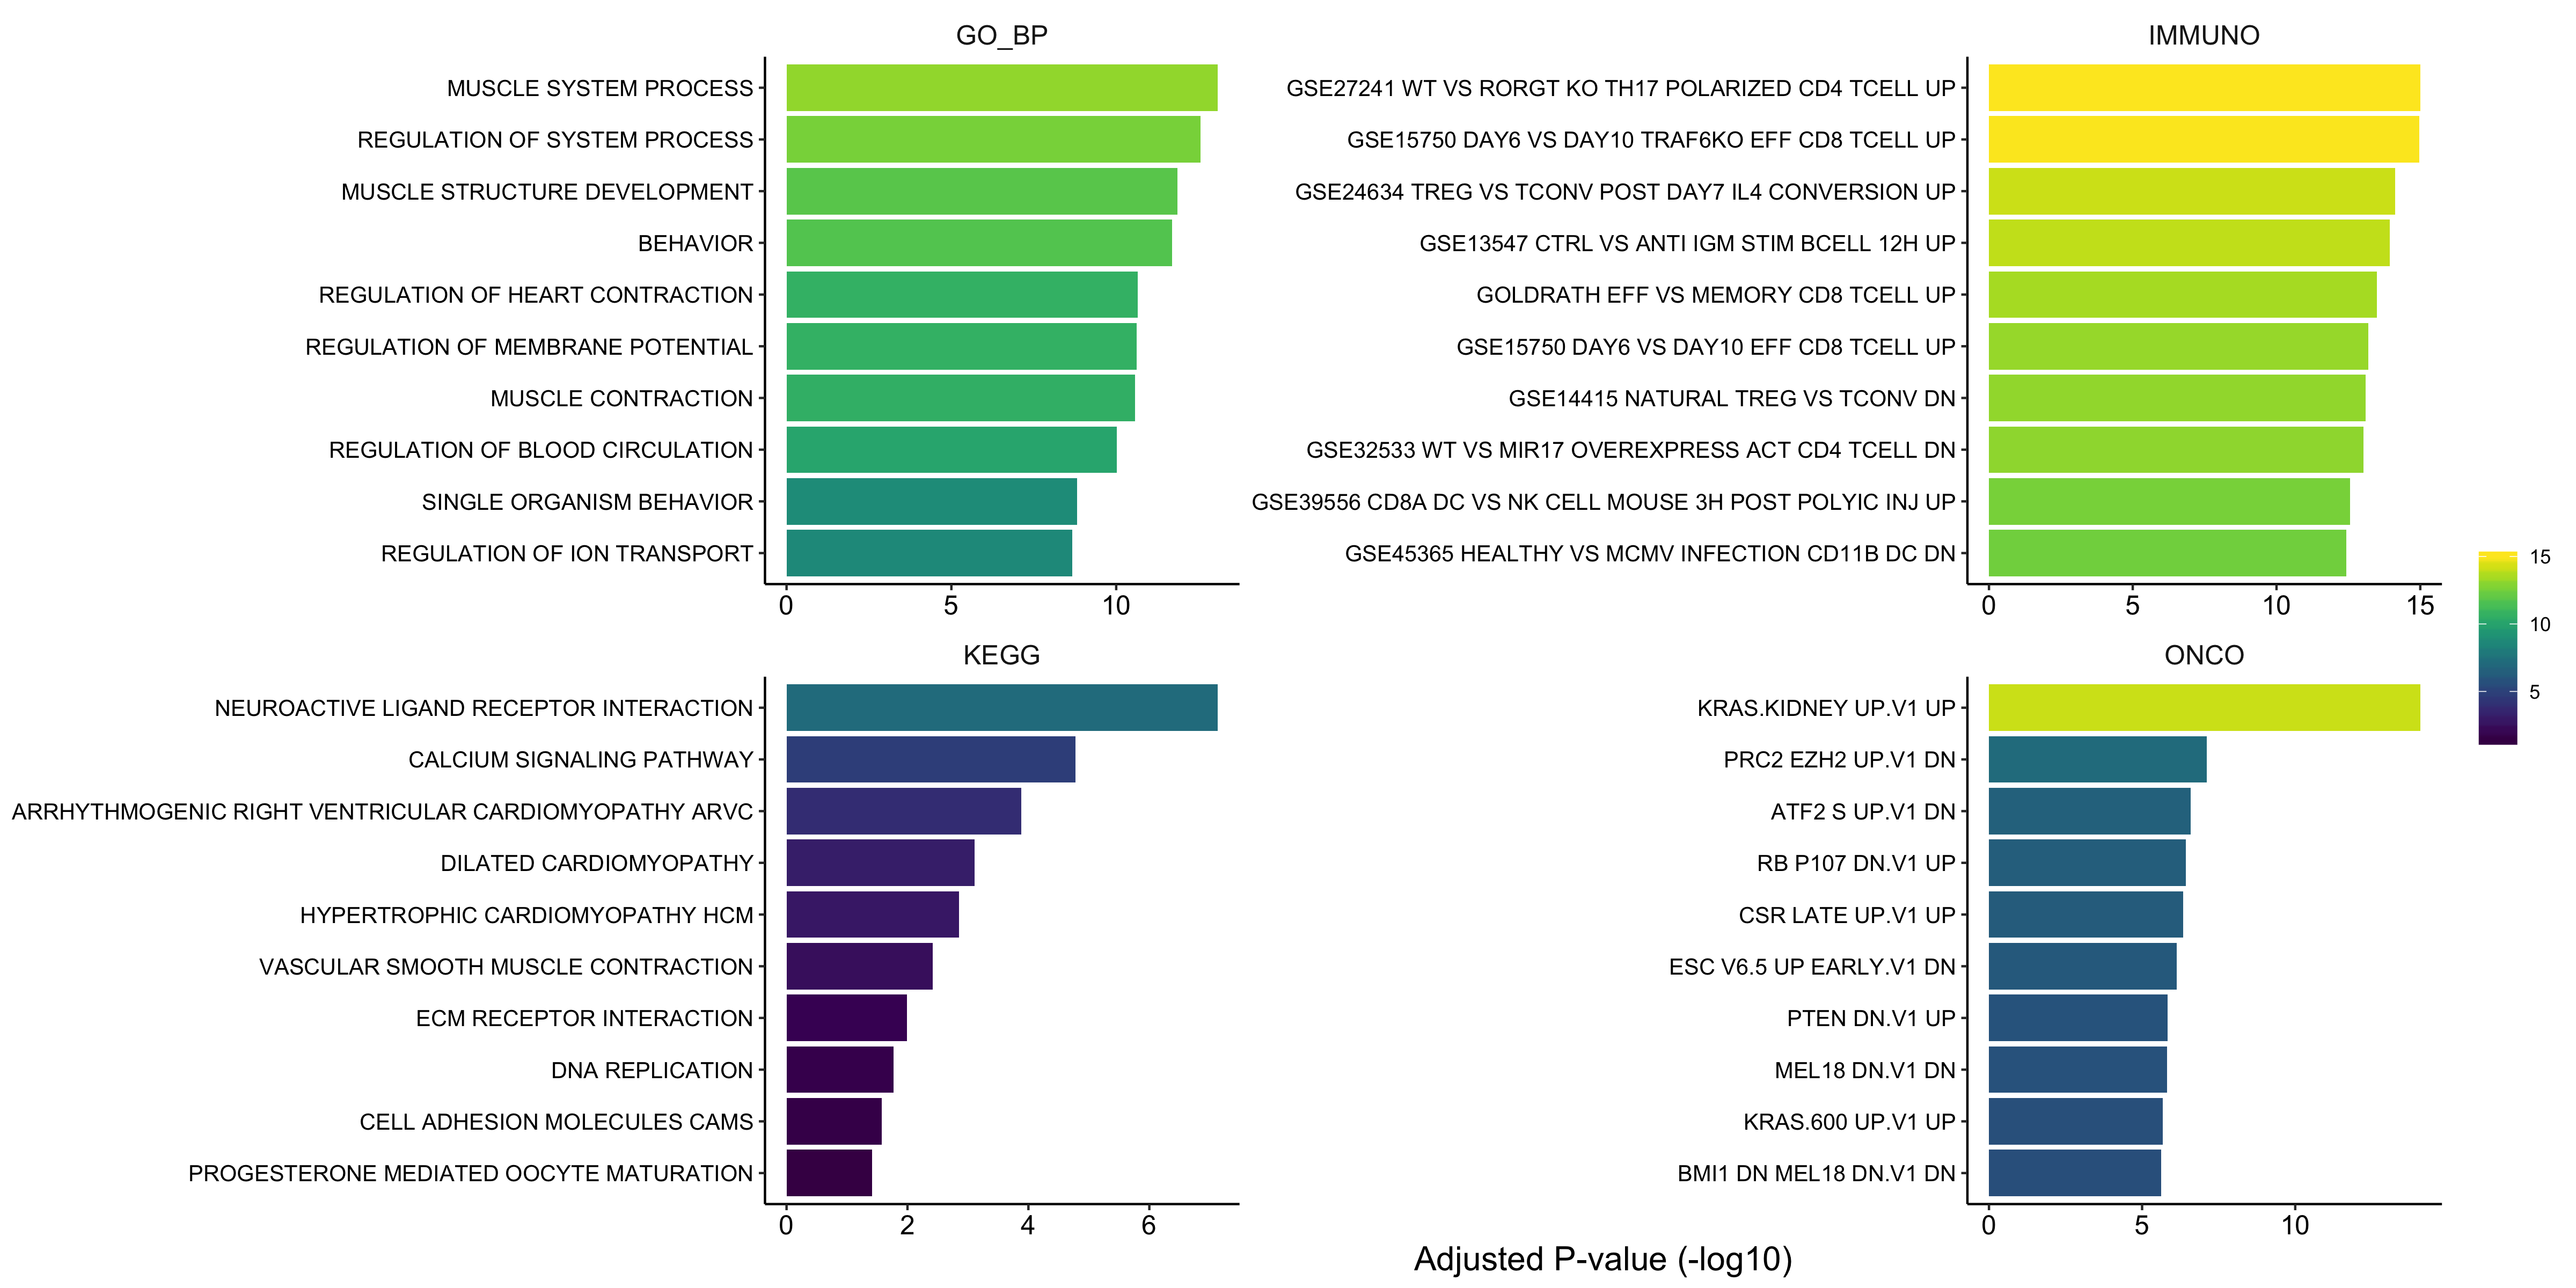 GO_BP
MUSCLE SYSTEM PROCESS
REGULATION OF SYSTEM PROCESS
MUSCLE STRUCTURE DEVELOPMENT
BEHAVIOR
REGULATION OF HEART CONTRACTION
REGULATION OF MEMBRANE POTENTIAL
MUSCLE CONTRACTION
REGULATION OF BLOOD CIRCULATION
SINGLE ORGANISM BEHAVIOR
REGULATION OF ION TRANSPORT
0 5 10
IMMUNO
GSE27241 WT VS RORGT KO TH17 POLARIZED CD4 TCELL UP
GSE15750 DAY6 VS DAY10 TRAF6KO EFF CD8 TCELL UP
GSE24634 TREG VS TCONV POST DAY7 IL4 CONVERSION UP
GSE13547 CTRL VS ANTI IGM STIM BCELL 12H UP
GOLDRATH EFF VS MEMORY CD8 TCELL UP
GSE15750 DAY6 VS DAY10 EFF CD8 TCELL UP
GSE14415 NATURAL TREG VS TCONV DN
GSE32533 WT VS MIR17 OVEREXPRESS ACT CD4 TCELL DN
GSE39556 CD8A DC VS NK CELL MOUSE 3H POST POLYIC INJ UP
GSE45365 HEALTHY VS MCMV INFECTION CD11B DC DN
0 5 10 15
KEGG
NEUROACTIVE LIGAND RECEPTOR INTERACTION
CALCIUM SIGNALING PATHWAY
ARRHYTHMOGENIC RIGHT VENTRICULAR CARDIOMYOPATHY ARVC
DILATED CARDIOMYOPATHY
HYPERTROPHIC CARDIOMYOPATHY HCM
VASCULAR SMOOTH MUSCLE CONTRACTION
ECM RECEPTOR INTERACTION
DNA REPLICATION
CELL ADHESION MOLECULES CAMS
PROGESTERONE MEDIATED OOCYTE MATURATION
0 2 4 6
ONCO
KRAS.KIDNEY UP.V1 UP
PRC2 EZH2 UP.V1 DN
ATF2 S UP.V1 DN
RB P107 DN.V1 UP
CSR LATE UP.V1 UP
ESC V6.5 UP EARLY.V1 DN
PTEN DN.V1 UP
MEL18 DN.V1 DN
KRAS.600 UP.V1 UP
BMI1 DN MEL18 DN.V1 DN
0 5 10
Adjusted P-value (-log10)
15
10
5